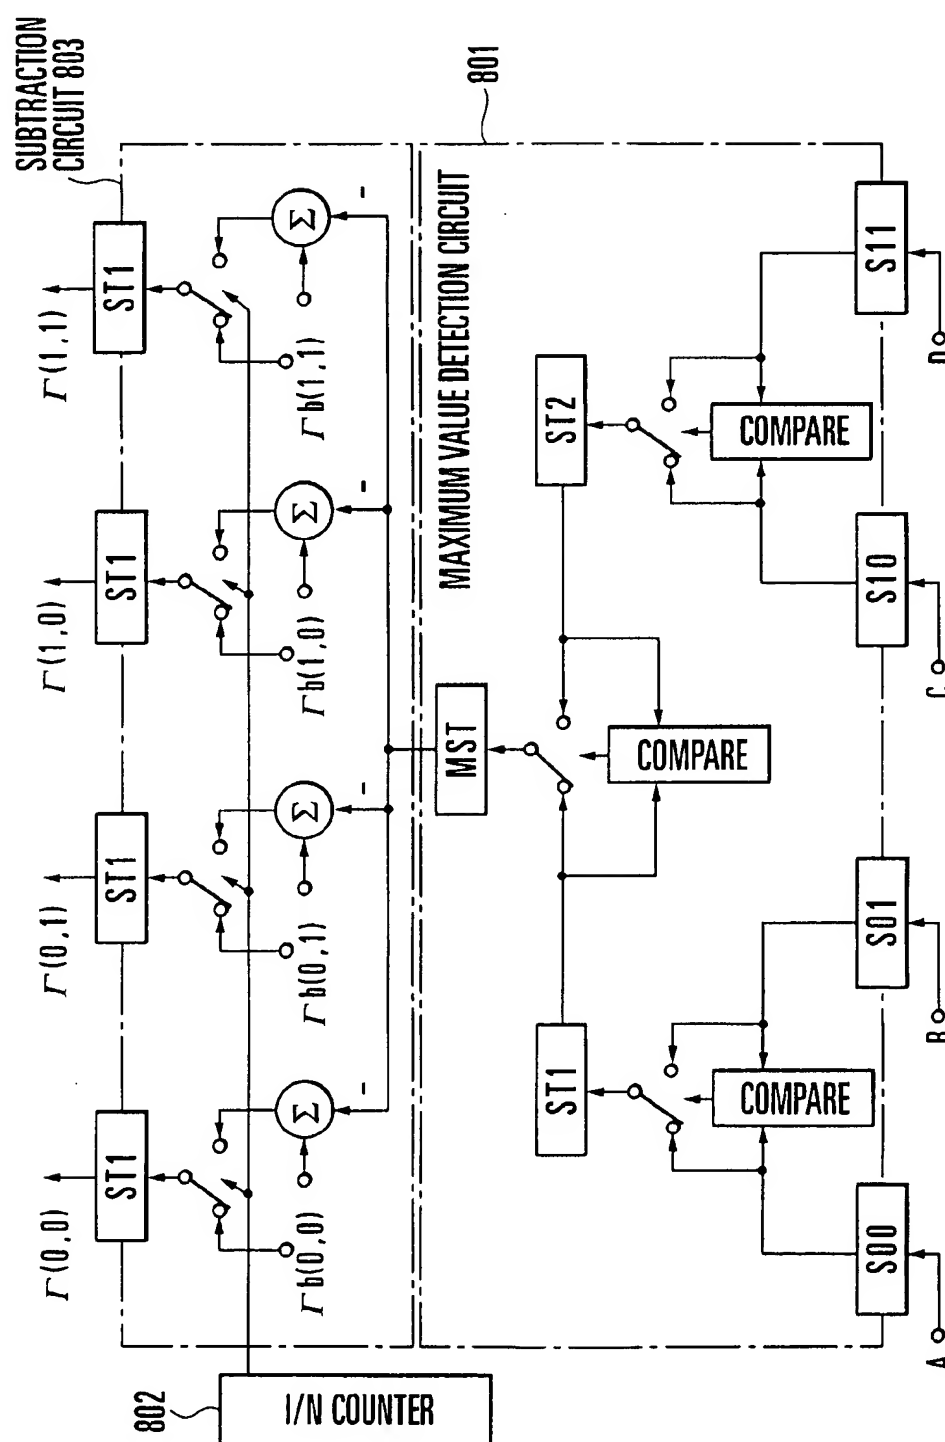 SUBTRACTION
CIRCUIT 803
Γ(0,0)
Γ(0,1)
Γ(1,0)
Γ(1,1)
ST1
ST1
ST1
ST1
Σ
Σ
Σ
Σ
−
−
−
−
Γb(0,0)
Γb(0,1)
Γb(1,0)
Γb(1,1)
802
I/N COUNTER
801
MAXIMUM VALUE DETECTION CIRCUIT
MST
COMPARE
ST1
ST2
COMPARE
COMPARE
S00
S01
S10
S11
A
B
C
D